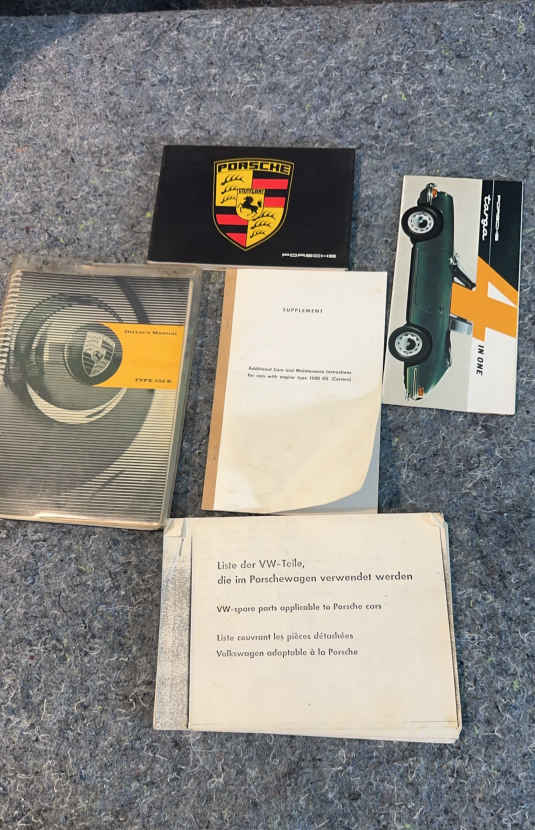 PORSCHE
STUTTGART
PORSCHE
PORSCHE
targa
4
IN ONE
OWNER'S MANUAL
TYPE 356 B
SUPPLEMENT
Additional Care and Maintenance Instructions
for cars with engine type 1500 GS (Carrera)
Liste der VW-Teile,
die im Porschewagen verwendet werden
VW-spare parts applicable to Porsche cars
Liste couvrant les pièces détachées
Volkswagen adaptable à la Porsche